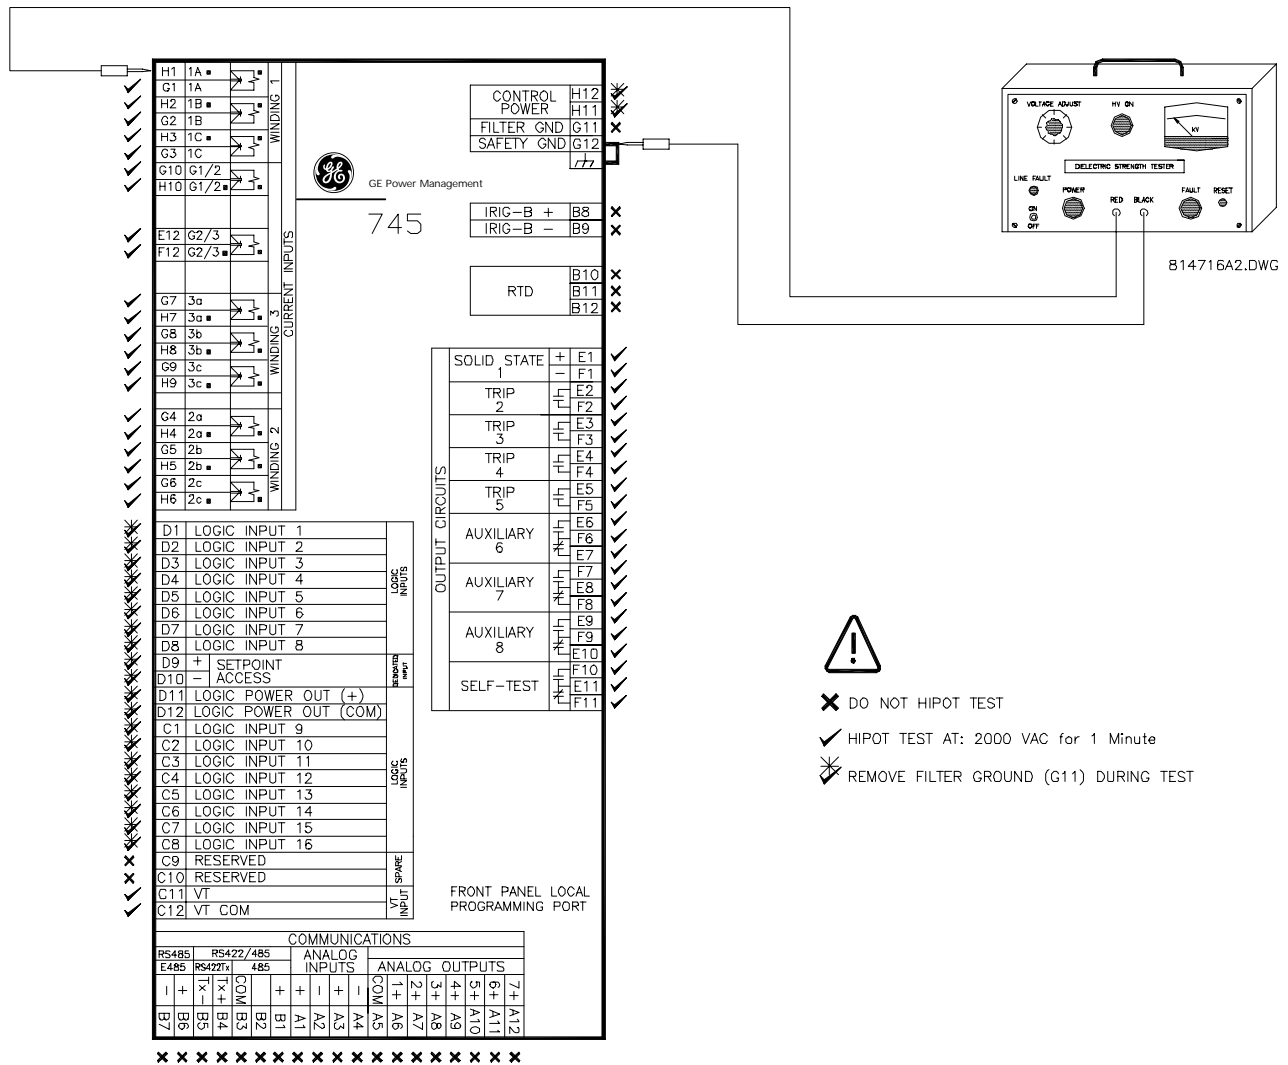 H1 1A
G1 1A
H2 1B
G2 1B
H3 1C
G3 1C
WINDING 1
G10 G1/2
H10 G1/2
E12 G2/3
F12 G2/3
G7 3a
H7 3a
G8 3b
H8 3b
G9 3c
H9 3c
WINDING 3
G4 2a
H4 2a
G5 2b
H5 2b
G6 2c
H6 2c
WINDING 2
CURRENT INPUTS
D1 LOGIC INPUT 1
D2 LOGIC INPUT 2
D3 LOGIC INPUT 3
D4 LOGIC INPUT 4
D5 LOGIC INPUT 5
D6 LOGIC INPUT 6
D7 LOGIC INPUT 7
D8 LOGIC INPUT 8
LOGIC
INPUTS
D9 + SETPOINT
D10 - ACCESS
DEDICATED
INPUT
D11 LOGIC POWER OUT (+)
D12 LOGIC POWER OUT (COM)
C1 LOGIC INPUT 9
C2 LOGIC INPUT 10
C3 LOGIC INPUT 11
C4 LOGIC INPUT 12
C5 LOGIC INPUT 13
C6 LOGIC INPUT 14
C7 LOGIC INPUT 15
C8 LOGIC INPUT 16
LOGIC
INPUTS
C9 RESERVED
C10 RESERVED
SPARE
C11 VT
C12 VT COM
VT
INPUT
GE
GE Power Management
745
CONTROL
POWER
H12
H11
FILTER GND G11
SAFETY GND G12
IRIG-B + B8
IRIG-B - B9
RTD
B10
B11
B12
OUTPUT CIRCUITS
SOLID STATE
1
+ E1
- F1
TRIP
2
E2
F2
TRIP
3
E3
F3
TRIP
4
E4
F4
TRIP
5
E5
F5
AUXILIARY
6
E6
F6
E7
AUXILIARY
7
F7
E8
F8
AUXILIARY
8
E9
F9
E10
SELF-TEST
F10
E11
F11
FRONT PANEL LOCAL
PROGRAMMING PORT
COMMUNICATIONS
RS485 RS422/485 ANALOG
INPUTS
ANALOG OUTPUTS
E485 RS422Tx 485
- + Tx- Tx+ COM + + - + - COM 1+ 2+ 3+ 4+ 5+ 6+ 7+
B7 B6 B5 B4 B3 B2 B1 A1 A2 A3 A4 A5 A6 A7 A8 A9 A10 A11 A12
VOLTAGE ADJUST
HV ON
kV
DIELECTRIC STRENGTH TESTER
LINE FAULT
POWER
RED
BLACK
FAULT
RESET
ON
OFF
814716A2.DWG
!
DO NOT HIPOT TEST
HIPOT TEST AT: 2000 VAC for 1 Minute
REMOVE FILTER GROUND (G11) DURING TEST